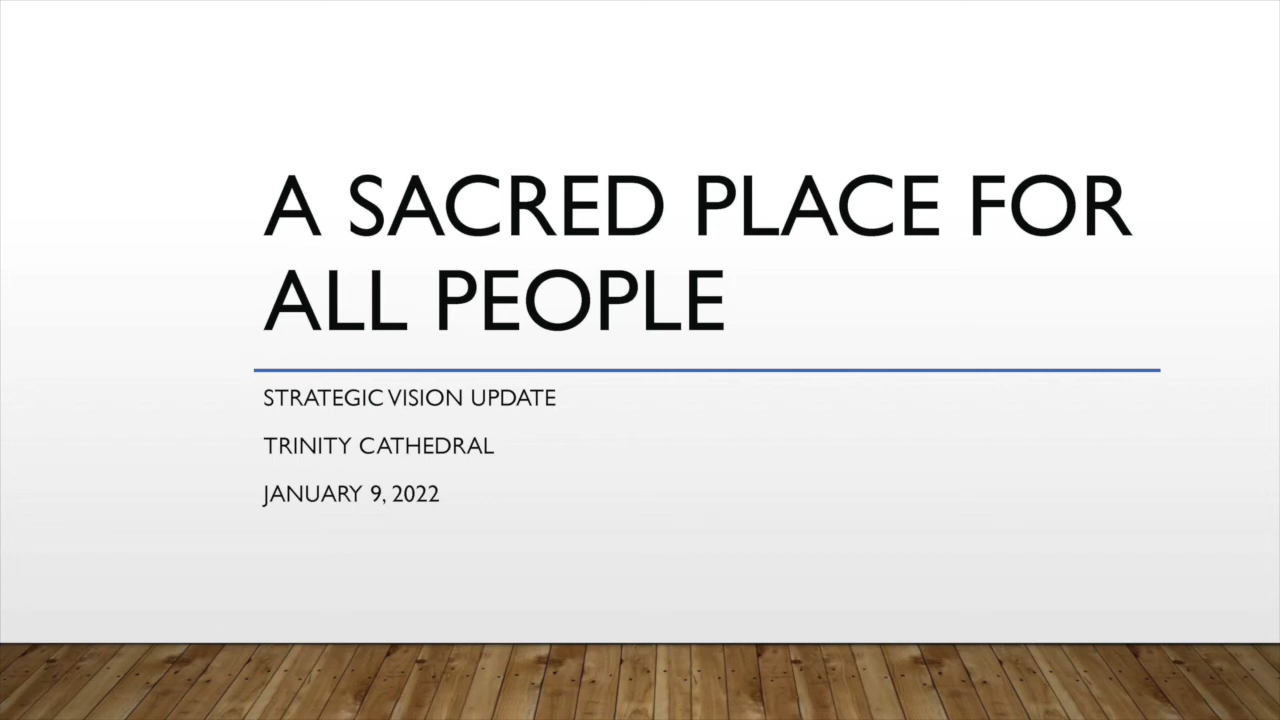 A SACRED PLACE FOR
ALL PEOPLE
STRATEGIC VISION UPDATE
TRINITY CATHEDRAL
JANUARY 9, 2022